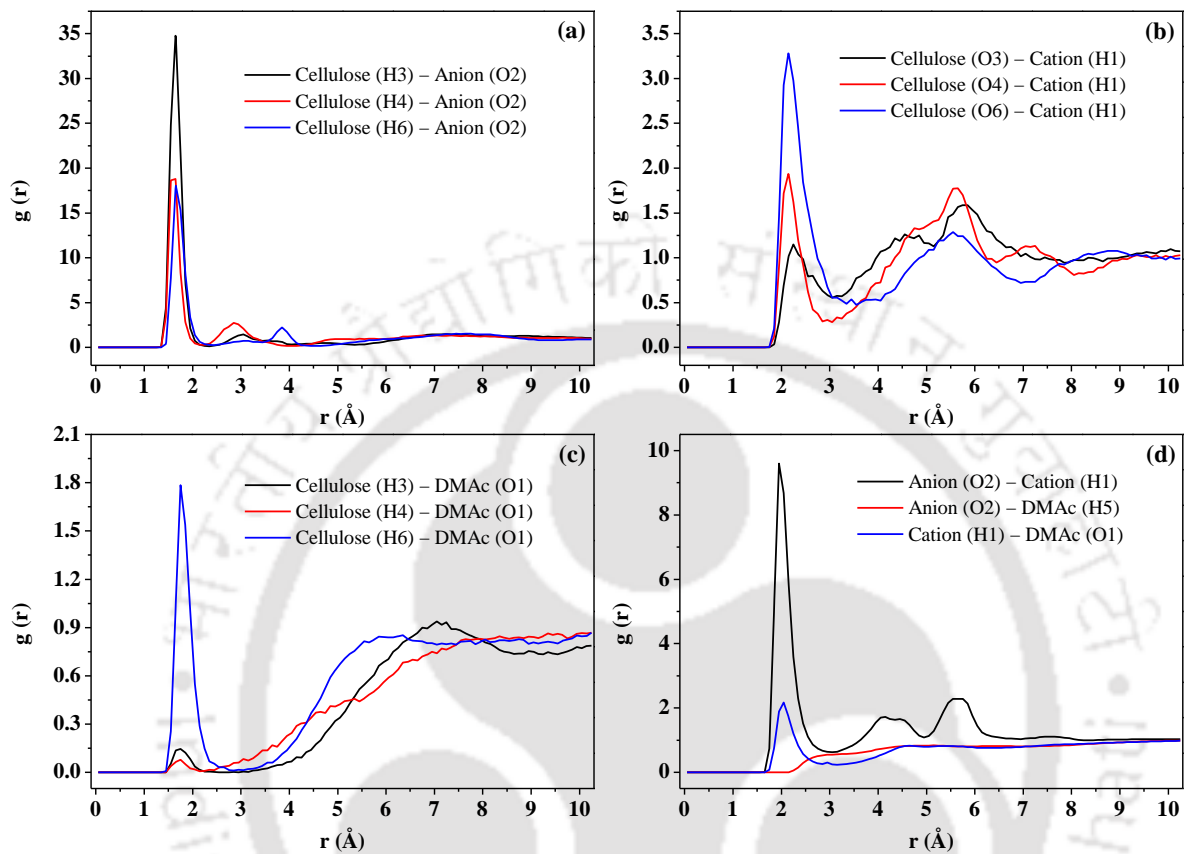 (a)
Cellulose (H3) – Anion (O2)
Cellulose (H4) – Anion (O2)
Cellulose (H6) – Anion (O2)
35
30
25
20
15
10
5
0
g (r)
0 1 2 3 4 5 6 7 8 9 10
r (Å)
(b)
Cellulose (O3) – Cation (H1)
Cellulose (O4) – Cation (H1)
Cellulose (O6) – Cation (H1)
3.5
3.0
2.5
2.0
1.5
1.0
0.5
0.0
g (r)
0 1 2 3 4 5 6 7 8 9 10
r (Å)
(c)
Cellulose (H3) – DMAc (O1)
Cellulose (H4) – DMAc (O1)
Cellulose (H6) – DMAc (O1)
2.1
1.8
1.5
1.2
0.9
0.6
0.3
0.0
g (r)
0 1 2 3 4 5 6 7 8 9 10
r (Å)
(d)
Anion (O2) – Cation (H1)
Anion (O2) – DMAc (H5)
Cation (H1) – DMAc (O1)
10
8
6
4
2
0
g (r)
0 1 2 3 4 5 6 7 8 9 10
r (Å)